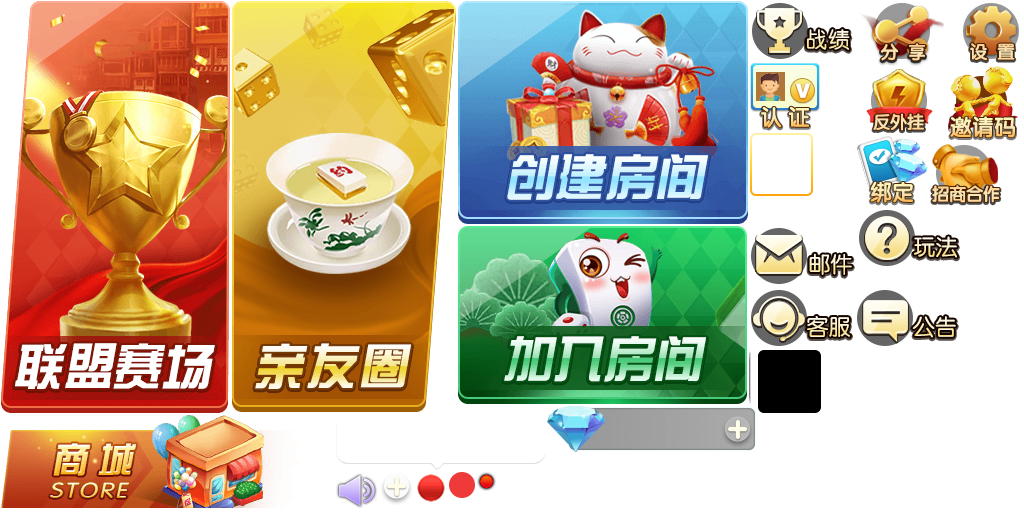 联盟赛场
亲友圈
财
创建房间
加入房间
战绩
分享
设置
认证
V
反外挂
邀请码
绑定
招商合作
邮件
玩法
客服
公告
商城
STORE